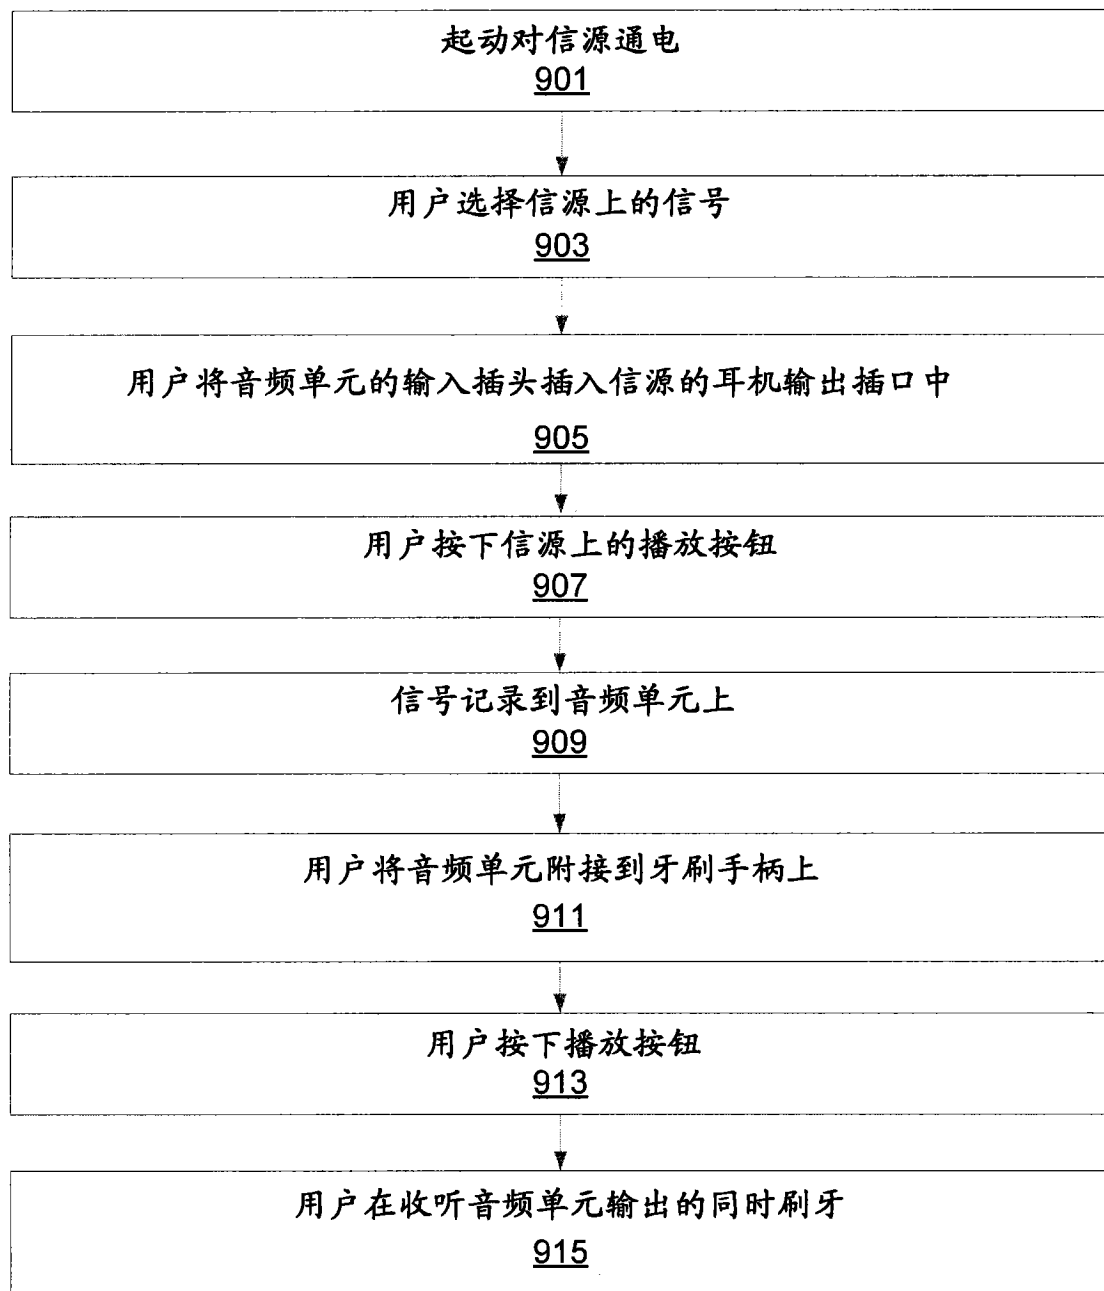 起动对信源通电
901
用户选择信源上的信号
903
用户将音频单元的输入插头插入信源的耳机输出插口中
905
用户按下信源上的播放按钮
907
信号记录到音频单元上
909
用户将音频单元附接到牙刷手柄上
911
用户按下播放按钮
913
用户在收听音频单元输出的同时刷牙
915